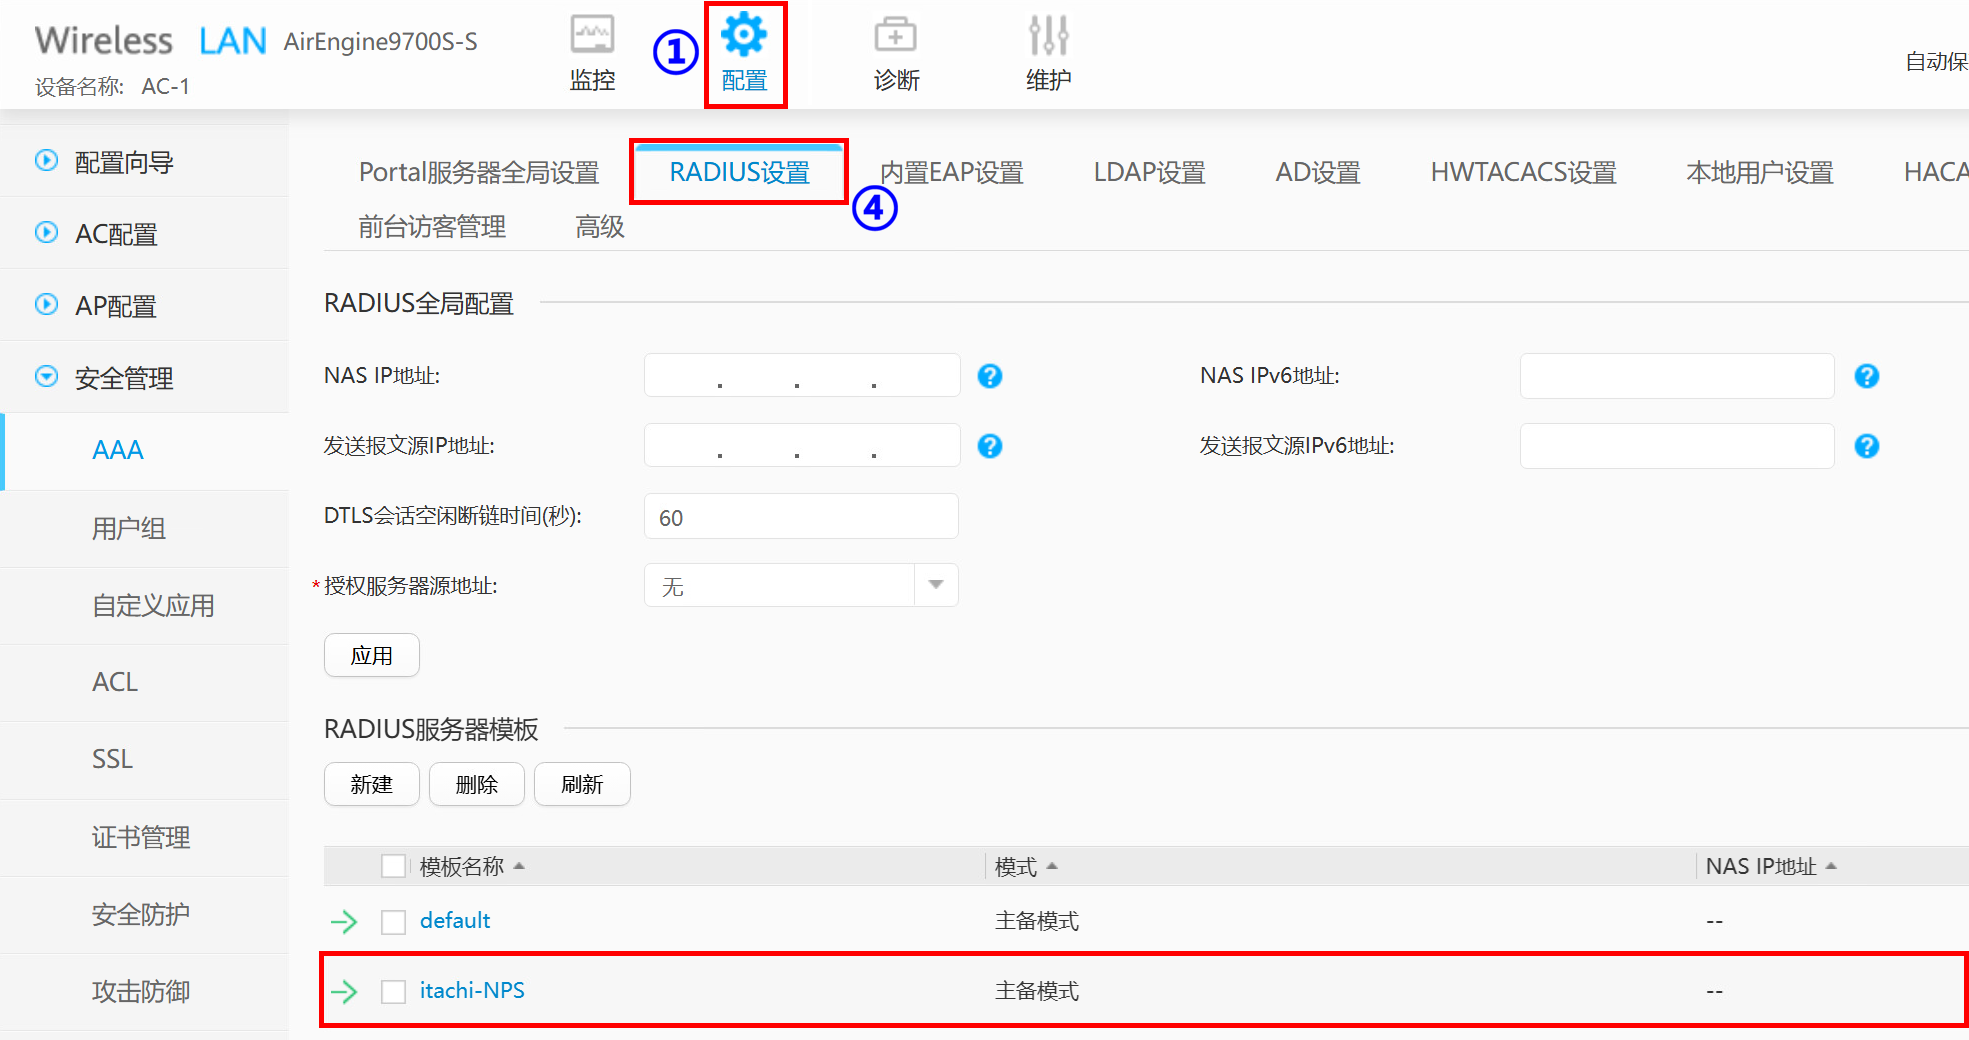 Wireless LAN AirEngine9700S-S
设备名称: AC-1
监控
①
配置
诊断
维护
自动保
配置向导
AC配置
AP配置
安全管理
AAA
用户组
自定义应用
ACL
SSL
证书管理
安全防护
攻击防御
Portal服务器全局设置 RADIUS设置 内置EAP设置 LDAP设置 AD设置 HWTACACS设置 本地用户设置 HACA
④
前台访客管理 高级
RADIUS全局配置
NAS IP地址: . . . ? NAS IPv6地址: ?
发送报文源IP地址: . . . ? 发送报文源IPv6地址: ?
DTLS会话空闲断链时间(秒): 60
*授权服务器源地址: 无
应用
RADIUS服务器模板
新建 删除 刷新
模板名称 模式 NAS IP地址
default 主备模式 --
itachi-NPS 主备模式 --